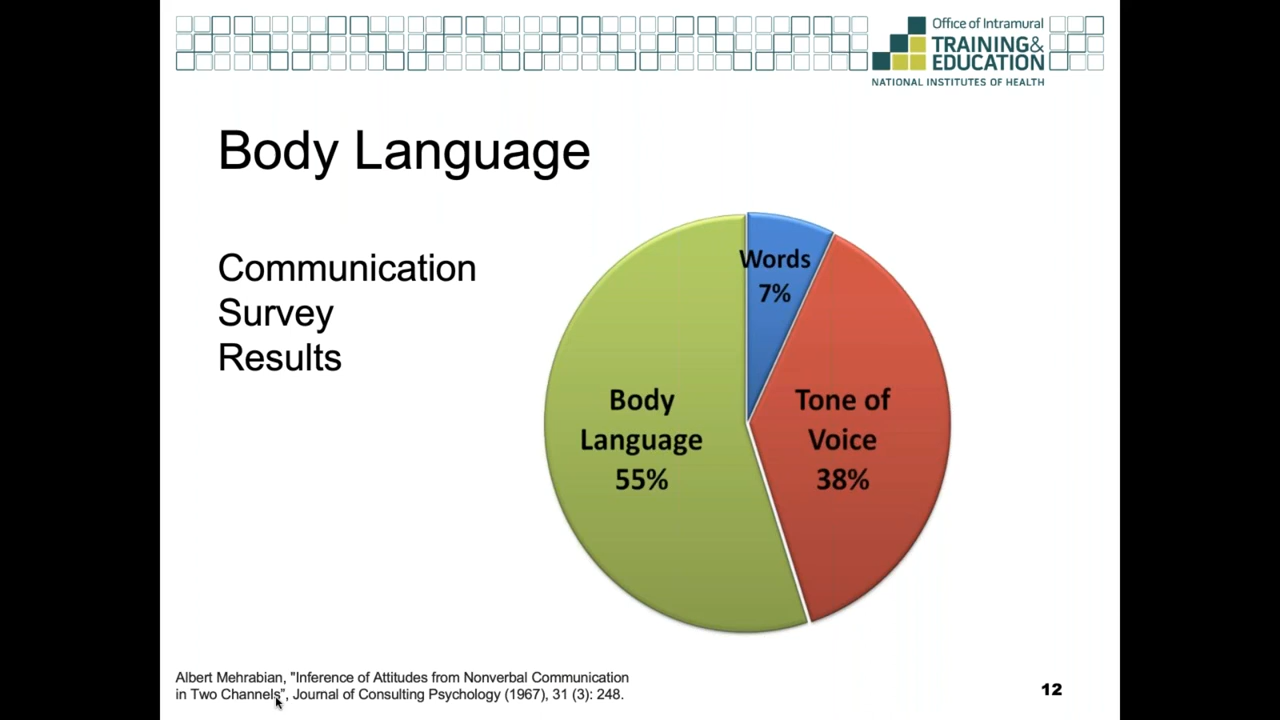 Office of Intramural
TRAINING&
EDUCATION
NATIONAL INSTITUTES OF HEALTH
Body Language
Communication
Survey
Results
Words
7%
Body
Language
55%
Tone of
Voice
38%
Albert Mehrabian, "Inference of Attitudes from Nonverbal Communication
in Two Channels", Journal of Consulting Psychology (1967), 31 (3): 248.
12